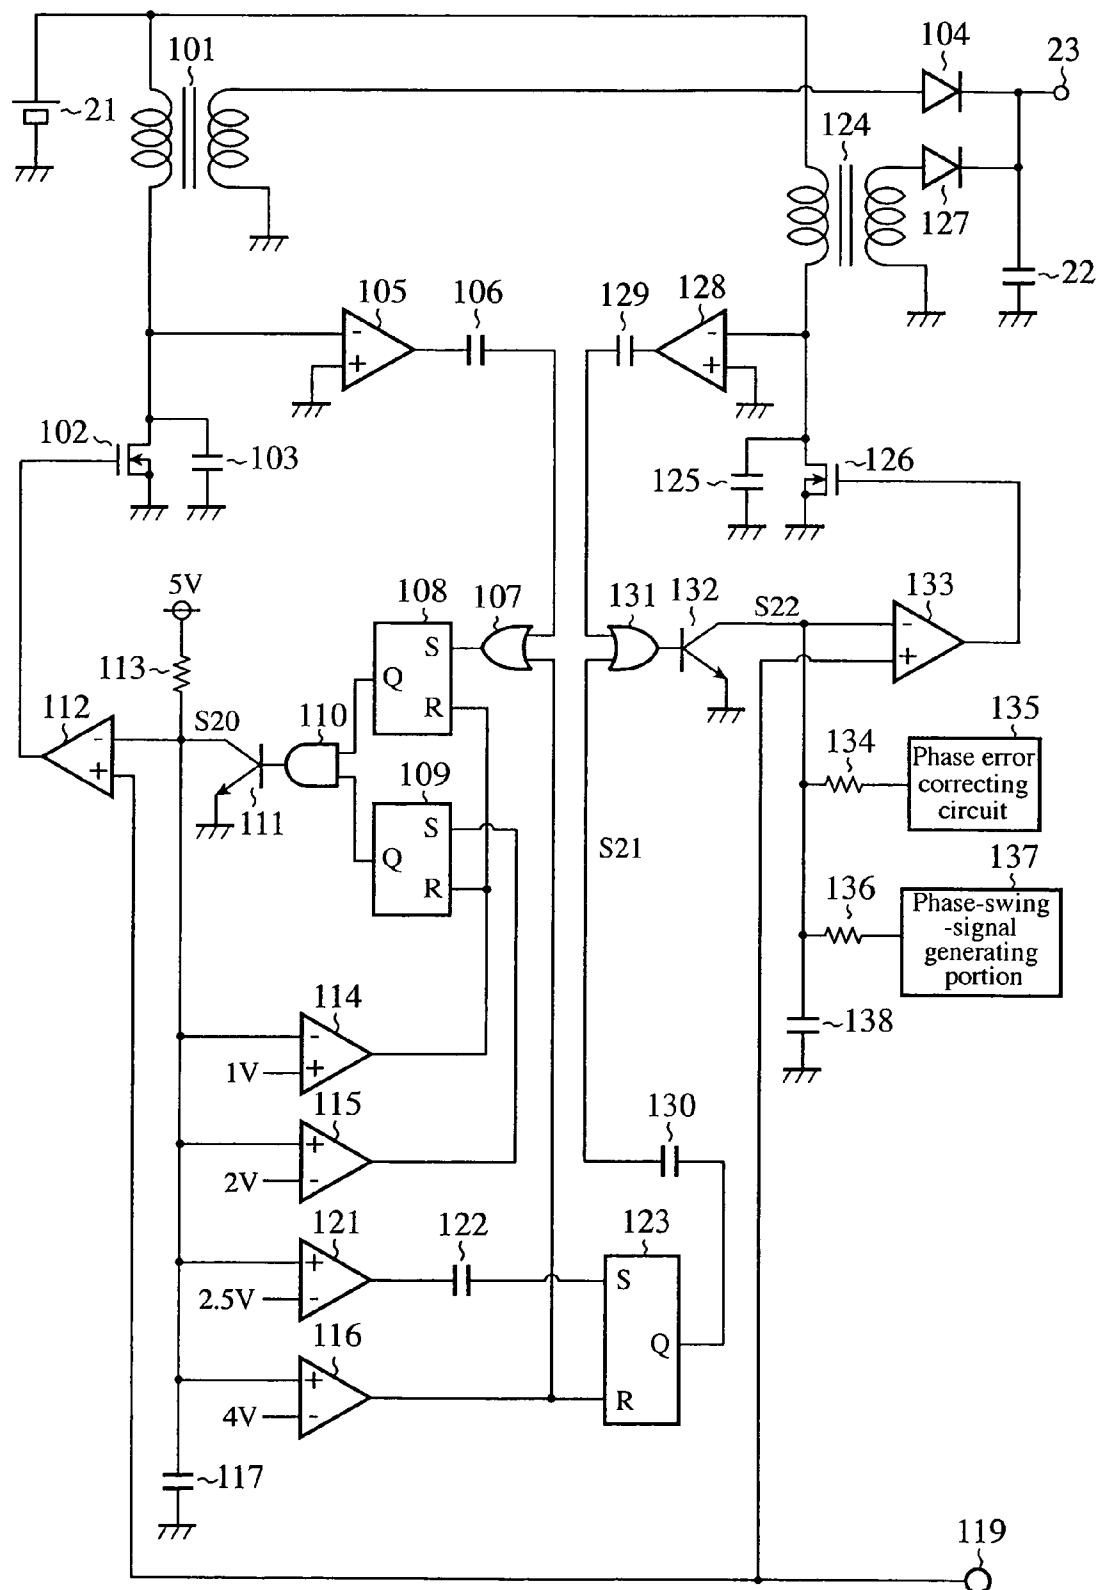 101
104
23
21
124
127
22
105
106
129
128
-
+
-
+
102
103
125
126
5V
108
107
131
132
S22
133
S
-
113
Q
+
112
S20
110
R
135
-
134
Phase error
correcting
circuit
+
109
111
S
S21
Q
137
R
136
Phase-swing
-signal
generating
portion
114
-
138
1V
+
115
130
+
2V
-
121
122
123
+
S
2.5V
-
116
Q
+
R
4V
-
117
119